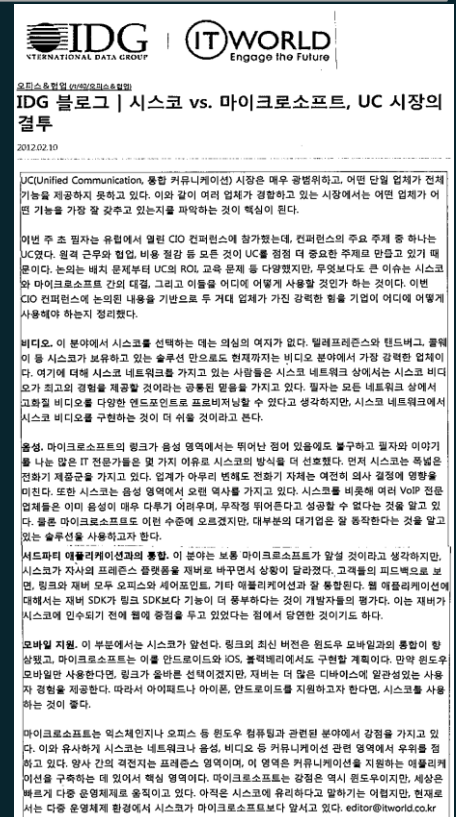 IDG
INTERNATIONAL DATA GROUP
ITWORLD
Engage the Future
오피스&협업 (/t/62/오피스&협업)
IDG 블로그 | 시스코 vs. 마이크로소프트, UC 시장의
결투
2012.02.10
UC(Unified Communication, 통합 커뮤니케이션) 시장은 매우 광범위하고, 어떤 단일 업체가 전체
기능을 제공하지 못하고 있다. 이와 같이 여러 업체가 경합하고 있는 시장에서는 어떤 업체가 어
떤 기능을 가장 잘 갖추고 있는지를 파악하는 것이 핵심이 된다.
이번 주 초 필자는 유럽에서 열린 CIO 컨퍼런스에 참가했는데, 컨퍼런스의 주요 주제 중 하나는
UC였다. 원격 근무와 협업, 비용 절감 등 모든 것이 UC를 점점 더 중요한 주제로 만들고 있기 때
문이다. 논의는 배치 문제부터 UC의 ROI, 교육 문제 등 다양했지만, 무엇보다도 큰 이슈는 시스코
와 마이크로소프트 간의 대결, 그리고 이들을 어디에 어떻게 사용할 것인가 하는 것이다. 이번
CIO 컨퍼런스에 논의된 내용을 기반으로 두 거대 업체가 가진 강력한 힘을 기업이 어디에 어떻게
사용해야 하는지 정리했다.
비디오. 이 분야에서 시스코를 선택하는 데는 의심의 여지가 없다. 텔레프레즌스와 탠드버그, 콜웨
이 등 시스코가 보유하고 있는 솔루션 만으로도 현재까지는 비디오 분야에서 가장 강력한 업체이
다. 여기에 더해 시스코 네트워크를 가지고 있는 사람들은 시스코 네트워크 상에서는 시스코 비디
오가 최고의 경험을 제공할 것이라는 공통된 믿음을 가지고 있다. 필자는 모든 네트워크 상에서
고화질 비디오를 다양한 엔드포인트로 프로비저닝할 수 있다고 생각하지만, 시스코 네트워크에서
시스코 비디오를 구현하는 것이 더 쉬울 것이라고 본다.
음성. 마이크로소프트의 링크가 음성 영역에서는 뛰어난 점이 있음에도 불구하고 필자와 이야기
를 나눈 많은 IT 전문가들은 몇 가지 이유로 시스코의 방식을 더 선호했다. 먼저 시스코는 폭넓은
전화기 제품군을 가지고 있다. 업계가 아무리 변해도 전화기 자체는 여전히 의사 결정에 영향을
미친다. 또한 시스코는 음성 영역에서 오랜 역사를 가지고 있다. 시스코를 비롯해 여러 VoIP 전문
업체들은 이미 음성이 매우 다루기 어려우며, 무작정 뛰어든다고 성공할 수 없다는 것을 알고 있
다. 물론 마이크로소프트도 이런 수준에 오르겠지만, 대부분의 대기업은 잘 동작한다는 것을 알고
있는 솔루션을 사용하고자 한다.
서드파티 애플리케이션과의 통합. 이 분야는 보통 마이크로소프트가 앞설 것이라고 생각하지만,
시스코가 자사의 프레즌스 플랫폼을 재버로 바꾸면서 상황이 달라졌다. 고객들의 피드백으로 보
면, 링크와 재버 모두 오피스와 셰어포인트, 기타 애플리케이션과 잘 통합된다. 웹 애플리케이션에
대해서는 재버 SDK가 링크 SDK보다 기능이 더 풍부하다는 것이 개발자들의 평가다. 이는 재버가
시스코에 인수되기 전에 웹에 중점을 두고 있었다는 점에서 당연한 것이기도 하다.
모바일 지원. 이 부분에서는 시스코가 앞선다. 링크의 최신 버전은 윈도우 모바일과의 통합이 향
상됐고, 마이크로소프트는 이를 안드로이드와 iOS, 블랙베리에서도 구현할 계획이다. 만약 윈도우
모바일만 사용한다면, 링크가 올바른 선택이겠지만, 재버는 더 많은 디바이스에 일관성있는 사용
자 경험을 제공한다. 따라서 아이패드나 아이폰, 안드로이드를 지원하고자 한다면, 시스코를 사용
하는 것이 좋다.
마이크로소프트는 익스체인지나 오피스 등 윈도우 컴퓨팅과 관련된 분야에서 강점을 가지고 있
다. 이와 유사하게 시스코는 네트워크나 음성, 비디오 등 커뮤니케이션 관련 영역에서 우위를 점
하고 있다. 양사 간의 격전지는 프레즌스 영역이며, 이 영역은 커뮤니케이션을 지원하는 애플리케
이션을 구축하는 데 있어서 핵심 영역이다. 마이크로소프트는 강점은 역시 윈도우이지만, 세상은
빠르게 다중 운영체제로 움직이고 있다. 아직은 시스코에 유리하다고 말하기는 어렵지만, 현재로
서는 다중 운영체제 환경에서 시스코가 마이크로소프트보다 앞서고 있다. editor@itworld.co.kr